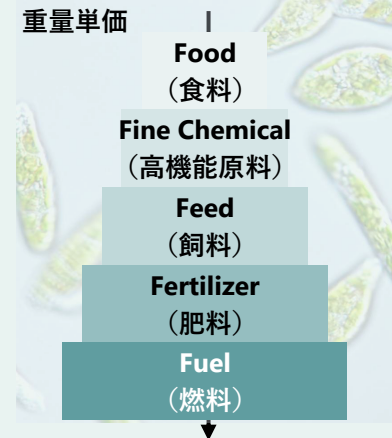 重量単価
Food
（食料）
Fine Chemical
（高機能原料）
Feed
（飼料）
Fertilizer
（肥料）
Fuel
（燃料）